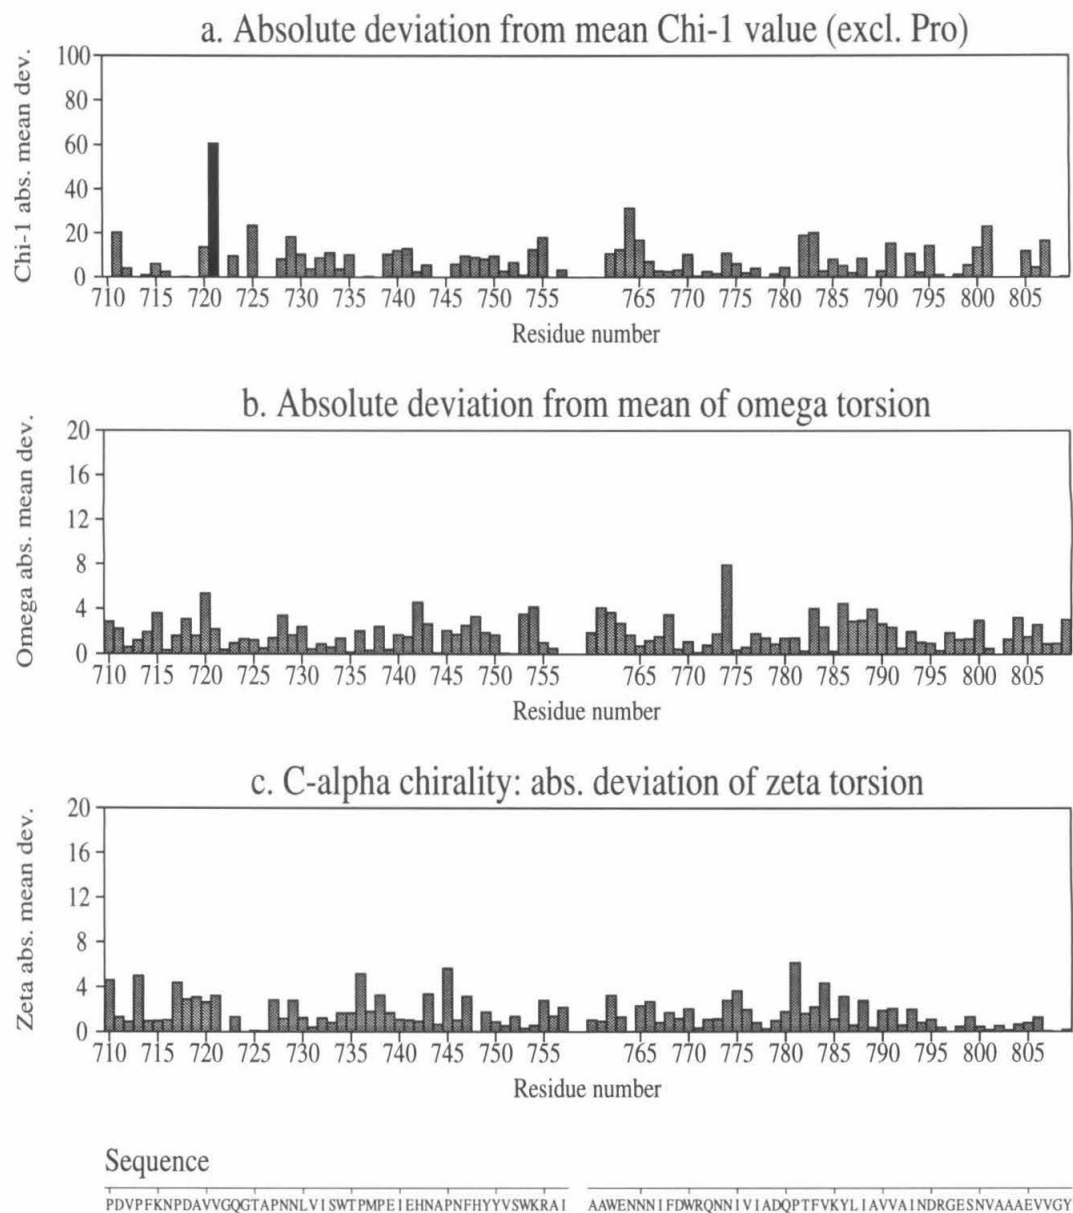 a. Absolute deviation from mean Chi-1 value (excl. Pro)
Chi-1 abs. mean dev.
100
80
60
40
20
0
710 715 720 725 730 735 740 745 750 755 765 770 775 780 785 790 795 800 805
Residue number
b. Absolute deviation from mean of omega torsion
Omega abs. mean dev.
20
16
12
8
4
0
710 715 720 725 730 735 740 745 750 755 765 770 775 780 785 790 795 800 805
Residue number
c. C-alpha chirality: abs. deviation of zeta torsion
Zeta abs. mean dev.
20
16
12
8
4
0
710 715 720 725 730 735 740 745 750 755 765 770 775 780 785 790 795 800 805
Residue number
Sequence
PDVPFKNPDAVVGQGTAPNNLVISWTPMPEIEHNAPNFHYYVSWKRAI AAWENNNIFDWRQNNIVIADQPTFVKYLIAVVAINDRGESNVAAAEVVGY